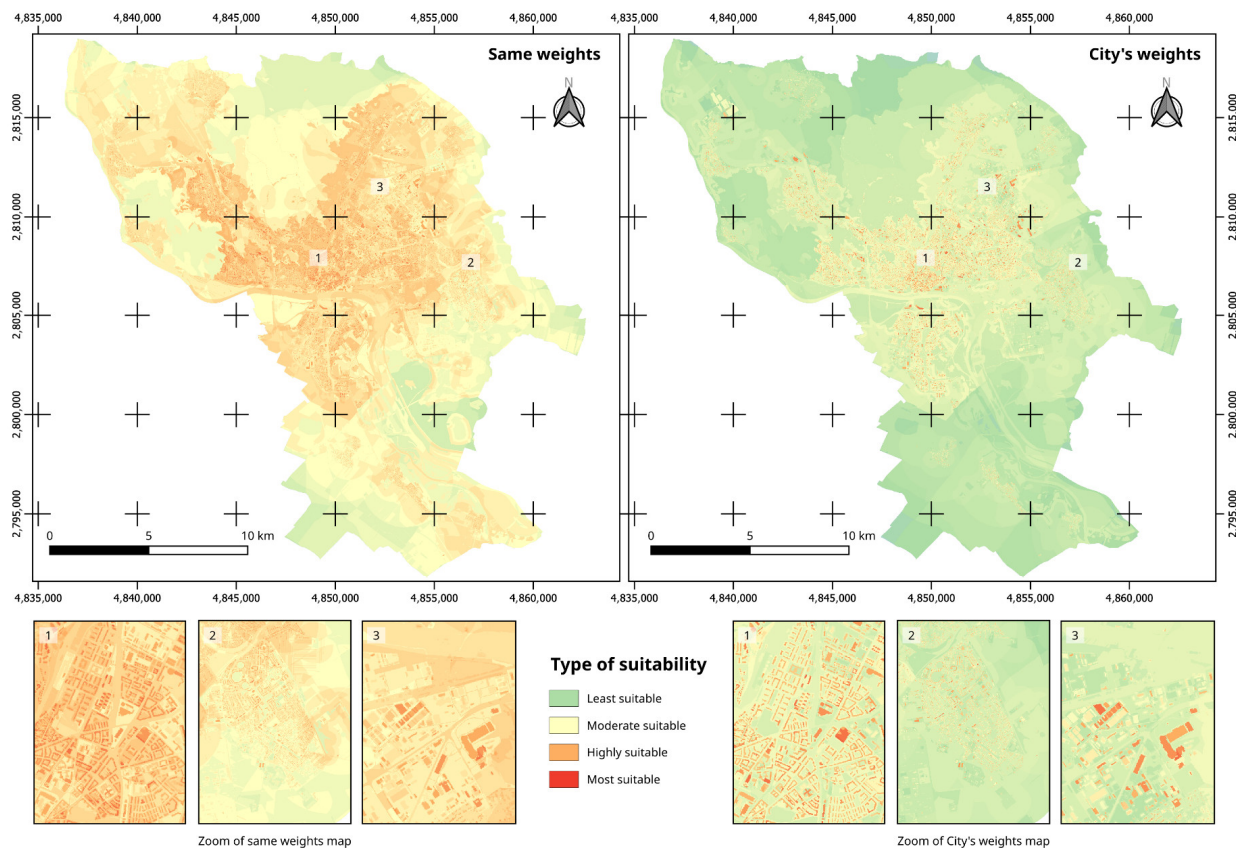 4,835,000 4,840,000 4,845,000 4,850,000 4,855,000 4,860,000 4,835,000 4,840,000 4,845,000 4,850,000 4,855,000 4,860,000
Same weights
City's weights
N
N
2,815,000
2,810,000
2,805,000
2,800,000
2,795,000
2,815,000
2,810,000
2,805,000
2,800,000
2,795,000
1
2
3
1
2
3
0 5 10 km
0 5 10 km
4,835,000 4,840,000 4,845,000 4,850,000 4,855,000 4,860,000 4,835,000 4,840,000 4,845,000 4,850,000 4,855,000 4,860,000
1
2
3
Type of suitability
Least suitable
Moderate suitable
Highly suitable
Most suitable
1
2
3
Zoom of same weights map
Zoom of City's weights map